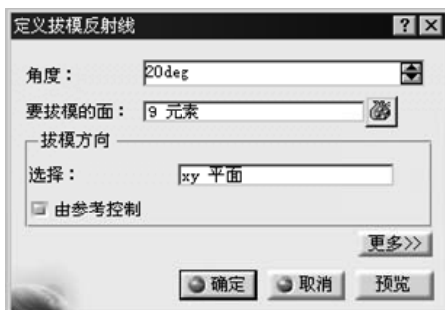 定义拔模反射线
角度： 20deg
要拔模的面： 9 元素
拔模方向
选择： xy 平面
由参考控制
更多>>
确定 取消 预览